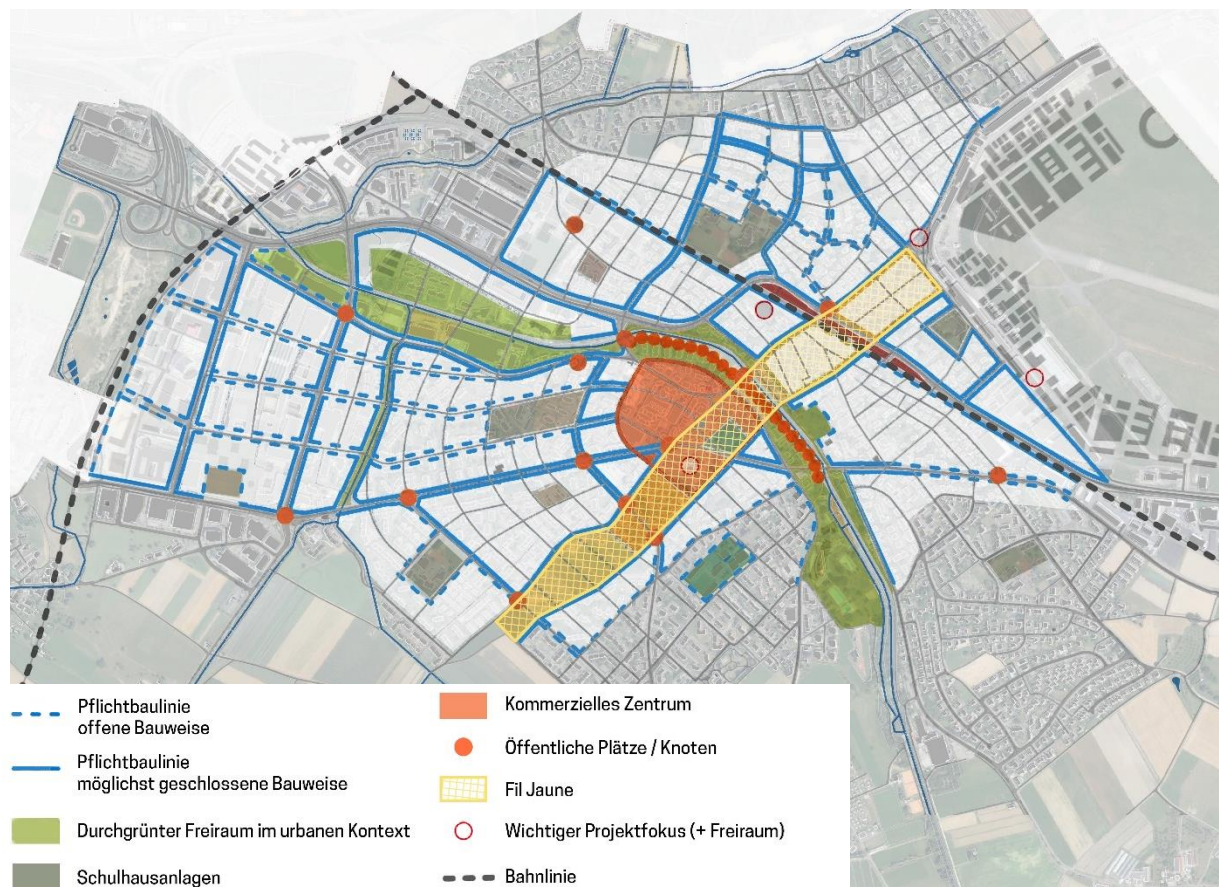 Pflichtbaulinie
offene Bauweise
Pflichtbaulinie
möglichst geschlossene Bauweise
Durchgrünter Freiraum im urbanen Kontext
Schulhausanlagen
Kommerzielles Zentrum
Öffentliche Plätze / Knoten
Fil Jaune
Wichtiger Projektfokus (+ Freiraum)
Bahnlinie